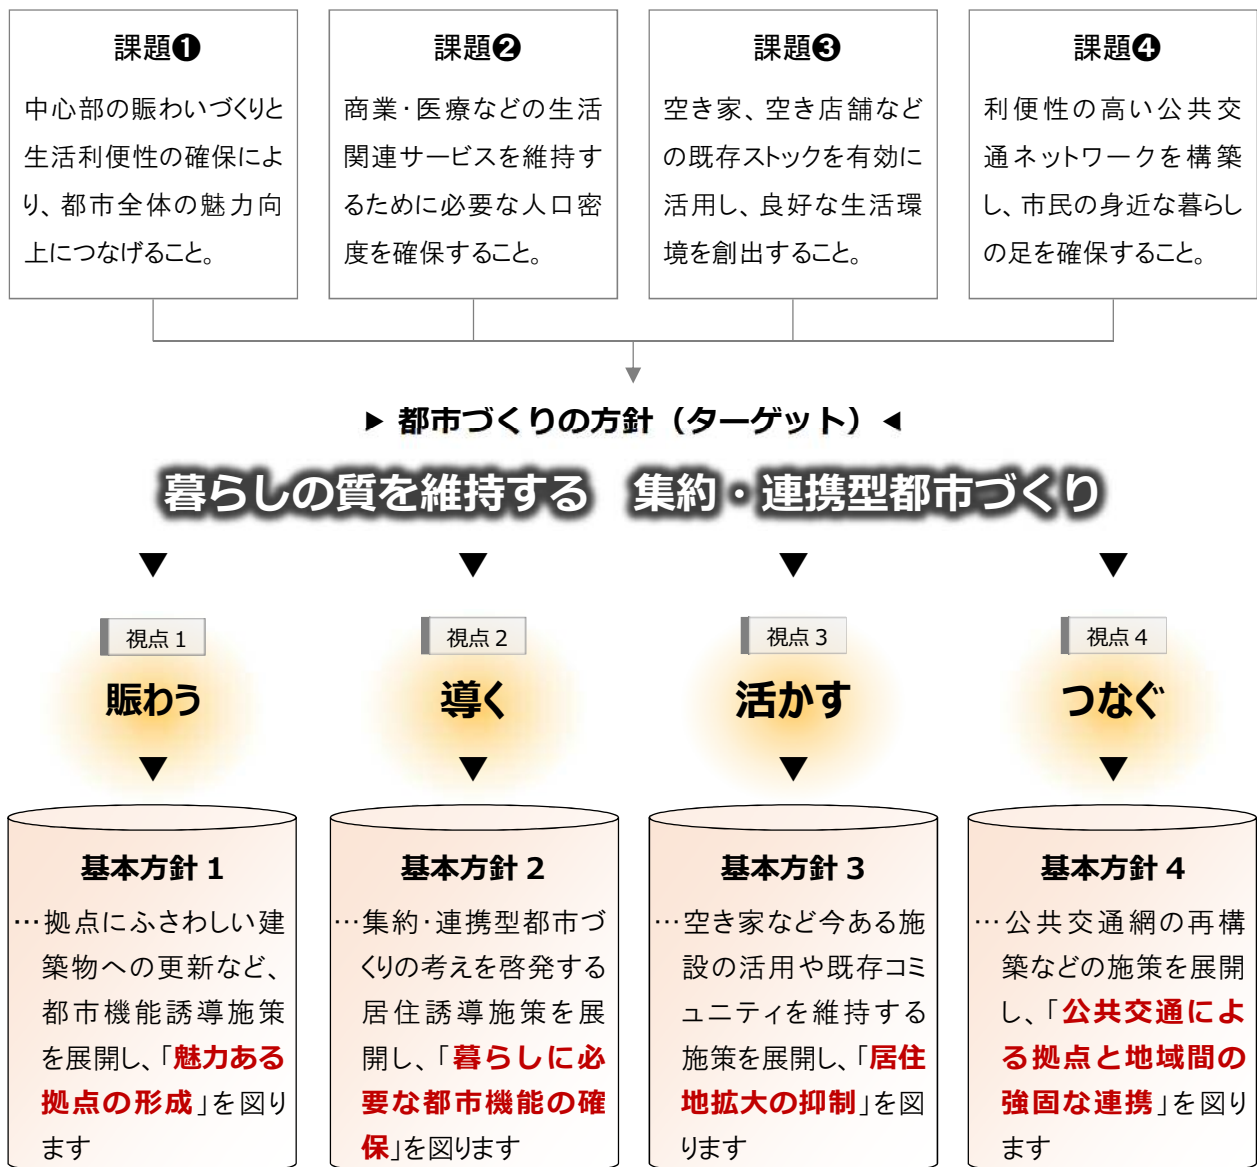 課題❶
中心部の賑わいづくりと
生活利便性の確保によ
り、都市全体の魅力向
上につなげること。
課題❷
商業・医療などの生活
関連サービスを維持す
るために必要な人口密
度を確保すること。
課題❸
空き家、空き店舗など
の既存ストックを有効に
活用し、良好な生活環
境を創出すること。
課題❹
利便性の高い公共交
通ネットワークを構築
し、市民の身近な暮らし
の足を確保すること。
▶ 都市づくりの方針（ターゲット） ◀
暮らしの質を維持する　集約・連携型都市づくり
▼ ▼ ▼ ▼
視点１
賑わう
視点２
導く
視点３
活かす
視点４
つなぐ
▼ ▼ ▼ ▼
基本方針１
…拠点にふさわしい建
築物への更新など、
都市機能誘導施策
を展開し、「魅力ある
拠点の形成」を図り
ます
基本方針２
…集約・連携型都市づ
くりの考えを啓発する
居住誘導施策を展
開し、「暮らしに必
要な都市機能の確
保」を図ります
基本方針３
…空き家など今ある施
設の活用や既存コミ
ュニティを維持する
施策を展開し、「居住
地拡大の抑制」を図
ります
基本方針４
…公共交通網の再構
築などの施策を展開
し、「公共交通によ
る拠点と地域間の
強固な連携」を図り
ます